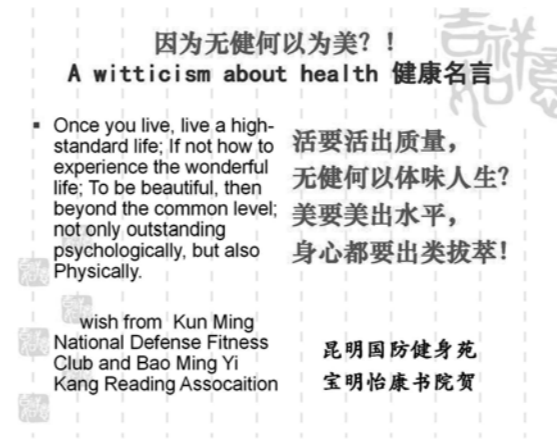 因为无健何以为美？！
A witticism about health 健康名言
▪ Once you live, live a high-
standard life; If not how to
experience the wonderful
life; To be beautiful, then
beyond the common level;
not only outstanding
psychologically, but also
Physically.
wish from Kun Ming
National Defense Fitness
Club and Bao Ming Yi
Kang Reading Assocaition
活要活出质量，
无健何以体味人生？
美要美出水平，
身心都要出类拔萃！
昆明国防健身苑
宝明怡康书院贺
吉祥